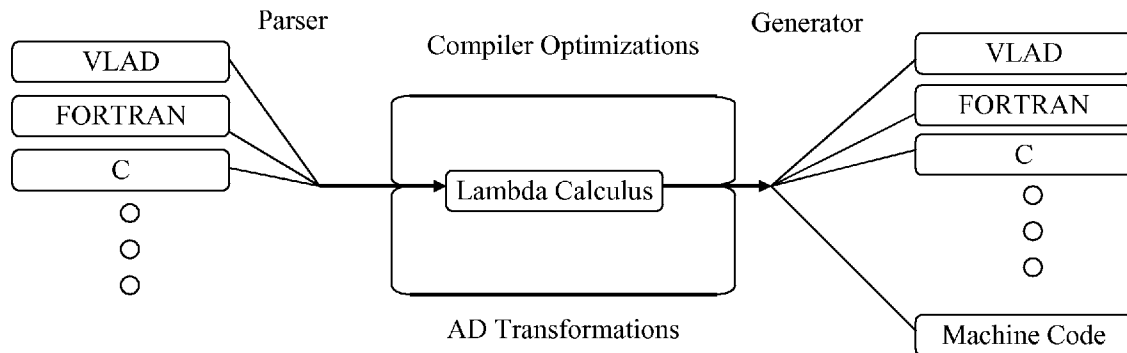 Parser
Compiler Optimizations
Generator
VLAD
FORTRAN
C
Lambda Calculus
VLAD
FORTRAN
C
AD Transformations
Machine Code